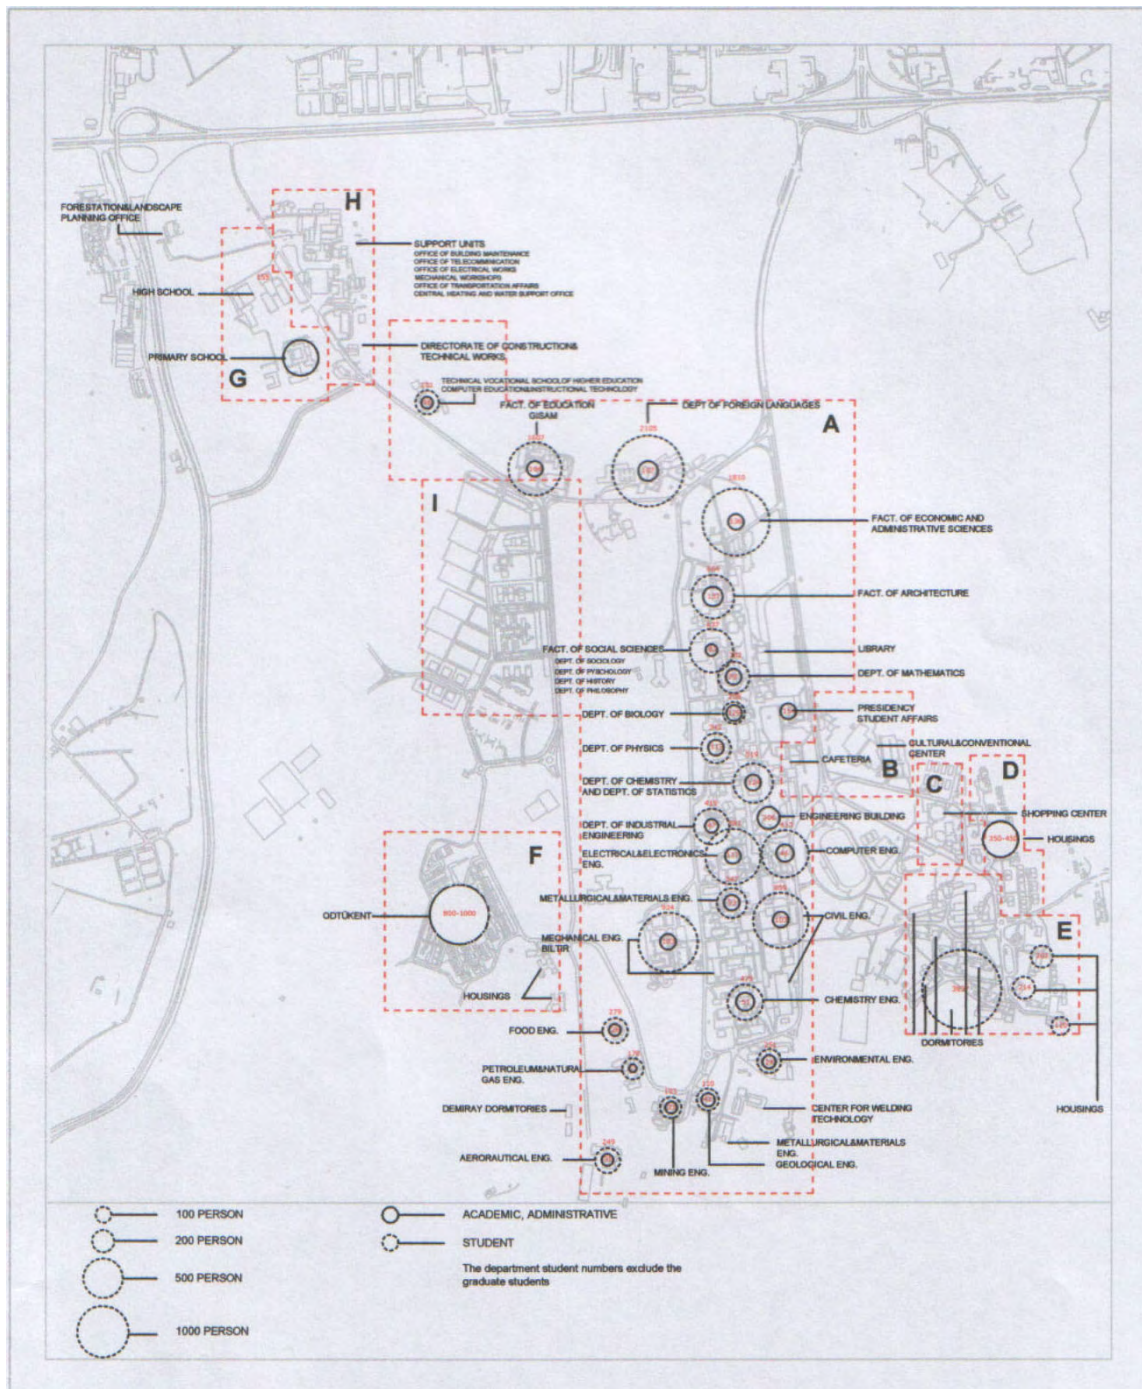 FORESTATION&LANDSCAPE
PLANNING OFFICE
H
SUPPORT UNITS
OFFICE OF BUILDING MAINTENANCE
OFFICE OF TELECOMMINICATION
OFFICE OF ELECTRICAL WORKS
MECHANICAL WORKSHOPS
OFFICE OF TRANSPORTATION AFFAIRS
CENTRAL HEATING AND WATER SUPPORT OFFICE
HIGH SCHOOL
PRIMARY SCHOOL
G
DIRECTORATE OF CONSTRUCTION&
TECHNICAL WORKS
TECHNICAL VOCATIONAL SCHOOL OF HIGHER EDUCATION
COMPUTER EDUCATION&INSTRUCTIONAL TECHNOLOGY
FACT. OF EDUCATION
GISAM
DEPT OF FOREIGN LANGUAGES
A
2105
1810
I
FACT. OF ECONOMIC AND
ADMINISTRATIVE SCIENCES
FACT. OF ARCHITECTURE
FACT. OF SOCIAL SCIENCES
DEPT. OF SOCIOLOGY
DEPT. OF PYSCHOLOGY
DEPT. OF HISTORY
DEPT. OF PHILOSOPHY
LIBRARY
DEPT. OF MATHEMATICS
DEPT. OF BIOLOGY
PRESIDENCY
STUDENT AFFAIRS
DEPT. OF PHYSICS
CULTURAL&CONVENTIONAL
CENTER
CAFETERIA
B
C
D
DEPT. OF CHEMISTRY
AND DEPT. OF STATISTICS
SHOPPING CENTER
ENGINEERING BUILDING
DEPT. OF INDUSTRIAL
ENGINEERING
350-450
HOUSINGS
F
ELECTRICAL&ELECTRONICS
ENG.
COMPUTER ENG.
METALLURGICAL&MATERIALS ENG.
ODTÜKENT
800-1000
CIVIL ENG.
E
MECHANICAL ENG.
BILTIR
HOUSINGS
CHEMISTRY ENG.
214
FOOD ENG.
DORMITORIES
PETROLEUM&NATURA
GAS ENG.
ENVIRONMENTAL ENG.
DEMIRAY DORMITORIES
CENTER FOR WELDING
TECHNOLOGY
HOUSINGS
METALLURGICAL&MATERIALS
ENG.
AERORAUTICAL ENG.
MINING ENG.
GEOLOGICAL ENG.
100 PERSON
200 PERSON
500 PERSON
1000 PERSON
ACADEMIC, ADMINISTRATIVE
STUDENT
The department student numbers exclude the
graduate students